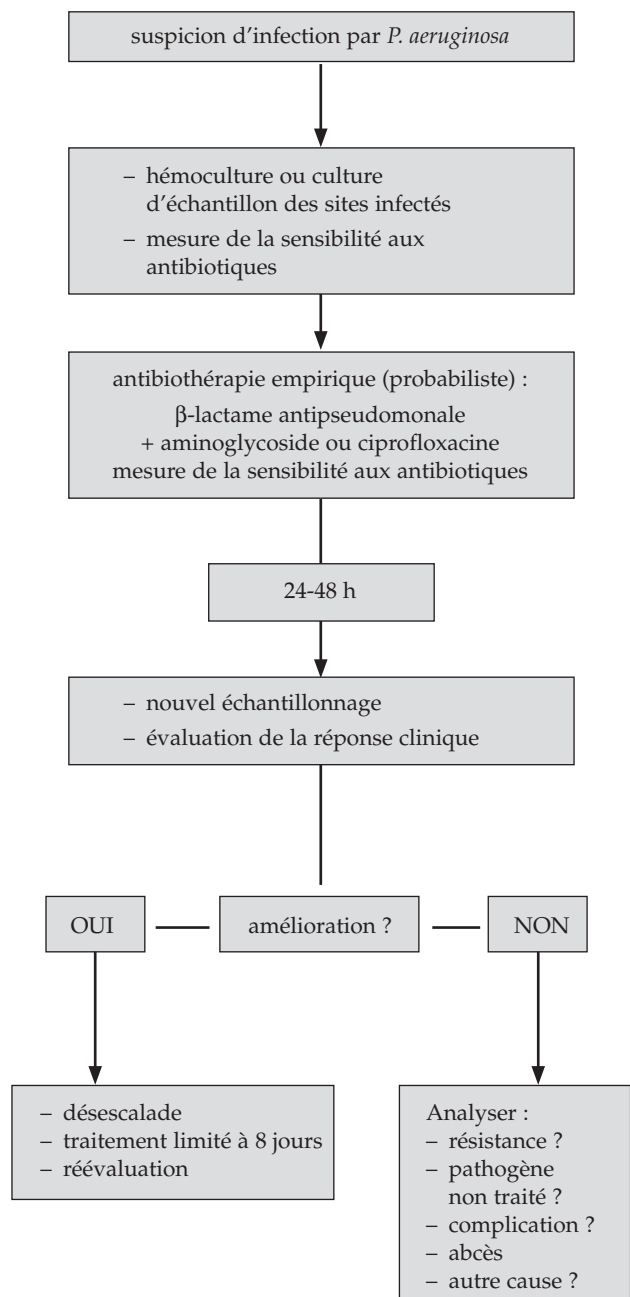 suspicion d'infection par P. aeruginosa
– hémoculture ou culture
d'échantillon des sites infectés
– mesure de la sensibilité aux
antibiotiques
antibiothérapie empirique (probabiliste) :
β-lactame antipseudomonale
+ aminoglycoside ou ciprofloxacine
mesure de la sensibilité aux antibiotiques
24-48 h
– nouvel échantillonnage
– évaluation de la réponse clinique
OUI
amélioration ?
NON
– désescalade
– traitement limité à 8 jours
– réévaluation
Analyser :
– résistance ?
– pathogène
non traité ?
– complication ?
– abcès
– autre cause ?